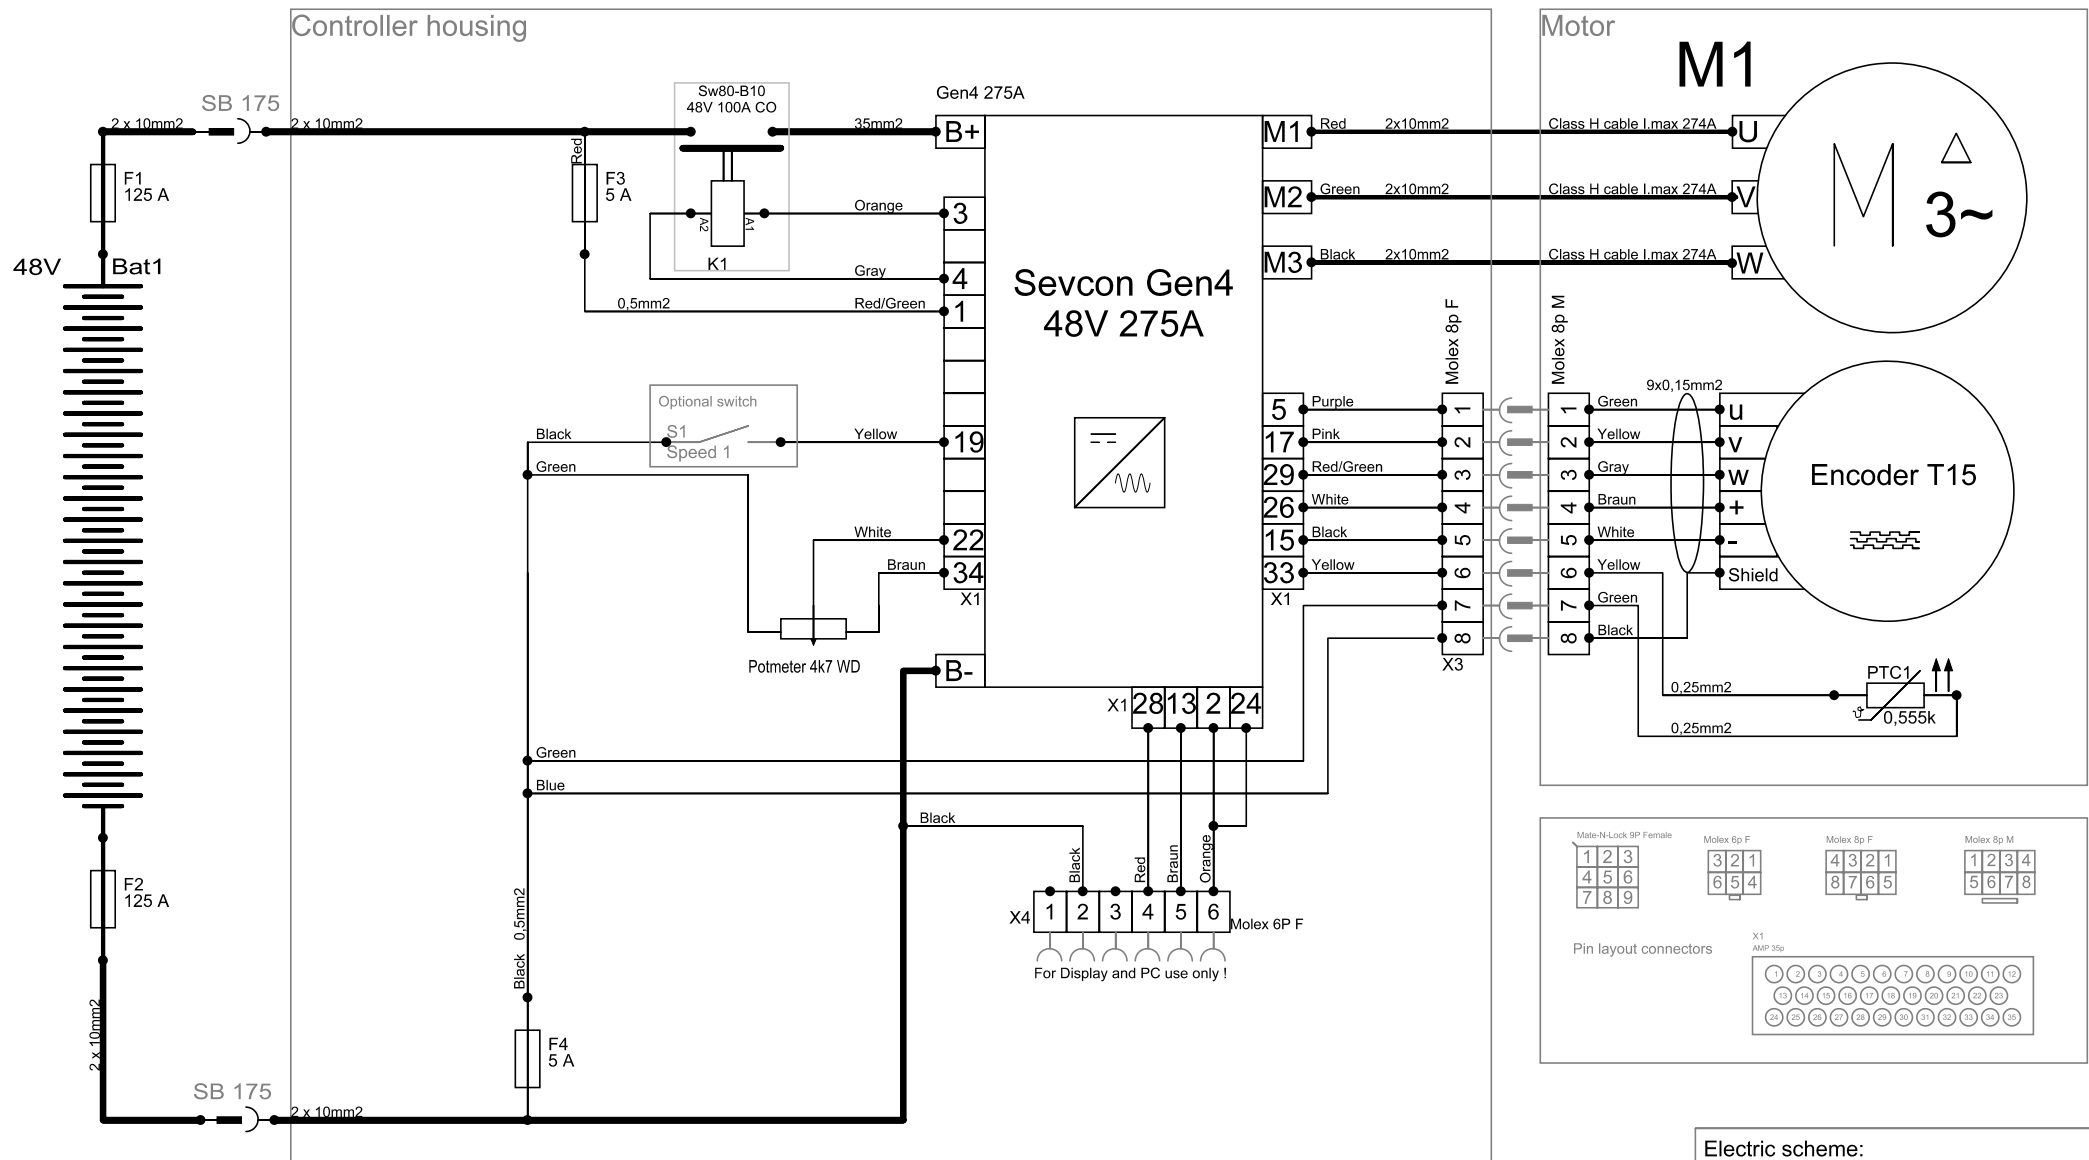 Controller housing
Motor
M1
SB 175
2 x 10mm2
2 x 10mm2
Sw80-B10
48V 100A CO
35mm2
Gen4 275A
B+
M1
Red
2x10mm2
Class H cable I.max 274A
U
F1
125 A
Red
F3
5 A
A2
A1
K1
Orange
3
Gray
4
0,5mm2
Red/Green
1
M2
Green
2x10mm2
Class H cable I.max 274A
V
M
3~
M3
Black
2x10mm2
Class H cable I.max 274A
W
48V
Bat1
Sevcon Gen4
48V 275A
Molex 8p F
Molex 8p M
9x0,15mm2
Optional switch
S1
Speed 1
Black
Yellow
19
Green
White
22
Braun
34
X1
Potmeter 4k7 WD
B-
5
Purple
1
1
Green
u
17
Pink
2
2
Yellow
v
29
Red/Green
3
3
Gray
w
26
White
4
4
Braun
+
15
Black
5
5
White
-
33
Yellow
6
6
Yellow
Shield
X1
7
7
Green
8
8
Black
X3
Encoder T15
PTC1
ϑ
0,555k
0,25mm2
0,25mm2
X1
28
13
2
24
Green
Blue
Black
Black
Red
Braun
Orange
X4
1
2
3
4
5
6
Molex 6P F
For Display and PC use only !
F2
125 A
2 x 10mm2
Black 0,5mm2
F4
5 A
SB 175
2 x 10mm2
Mate-N-Lock 9P Female
1 2 3
4 5 6
7 8 9
Molex 6p F
3 2 1
6 5 4
Molex 8p F
4 3 2 1
8 7 6 5
Molex 8p M
1 2 3 4
5 6 7 8
Pin layout connectors
X1
AMP 35p
1 2 3 4 5 6 7 8 9 10 11 12
13 14 15 16 17 18 19 20 21 22 23
24 25 26 27 28 29 30 31 32 33 34 35
Electric scheme: